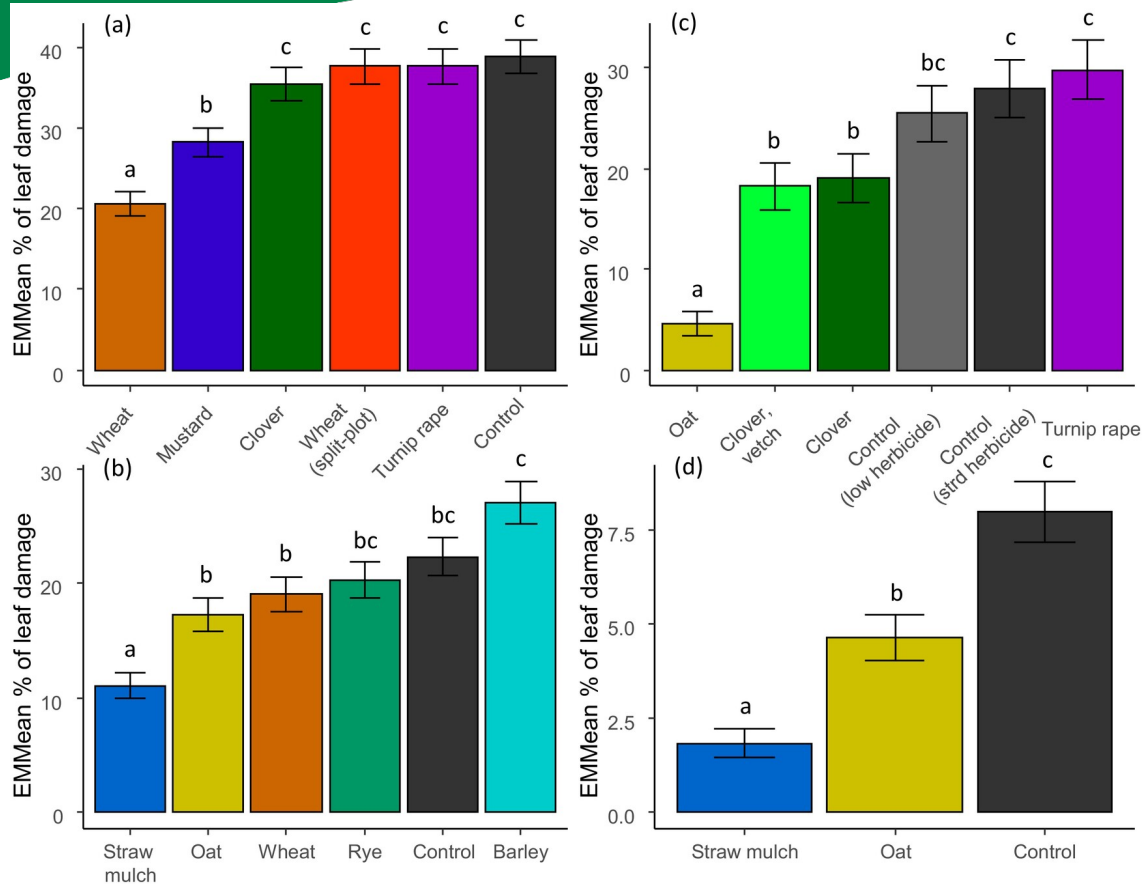 (a)
EMMean % of leaf damage
40
30
20
10
0
a
b
c
c
c
c
Wheat
Mustard
Clover
Wheat
(split-plot)
Turnip rape
Control
(c)
EMMean % of leaf damage
30
20
10
0
a
b
b
bc
c
c
Oat
Clover,
vetch
Clover
Control
(low herbicide)
Control
(strd herbicide)
Turnip rape
(b)
EMMean % of leaf damage
30
20
10
0
a
b
b
bc
bc
c
Straw
mulch
Oat
Wheat
Rye
Control
Barley
(d)
EMMean % of leaf damage
7.5
5.0
2.5
0.0
a
b
c
Straw mulch
Oat
Control